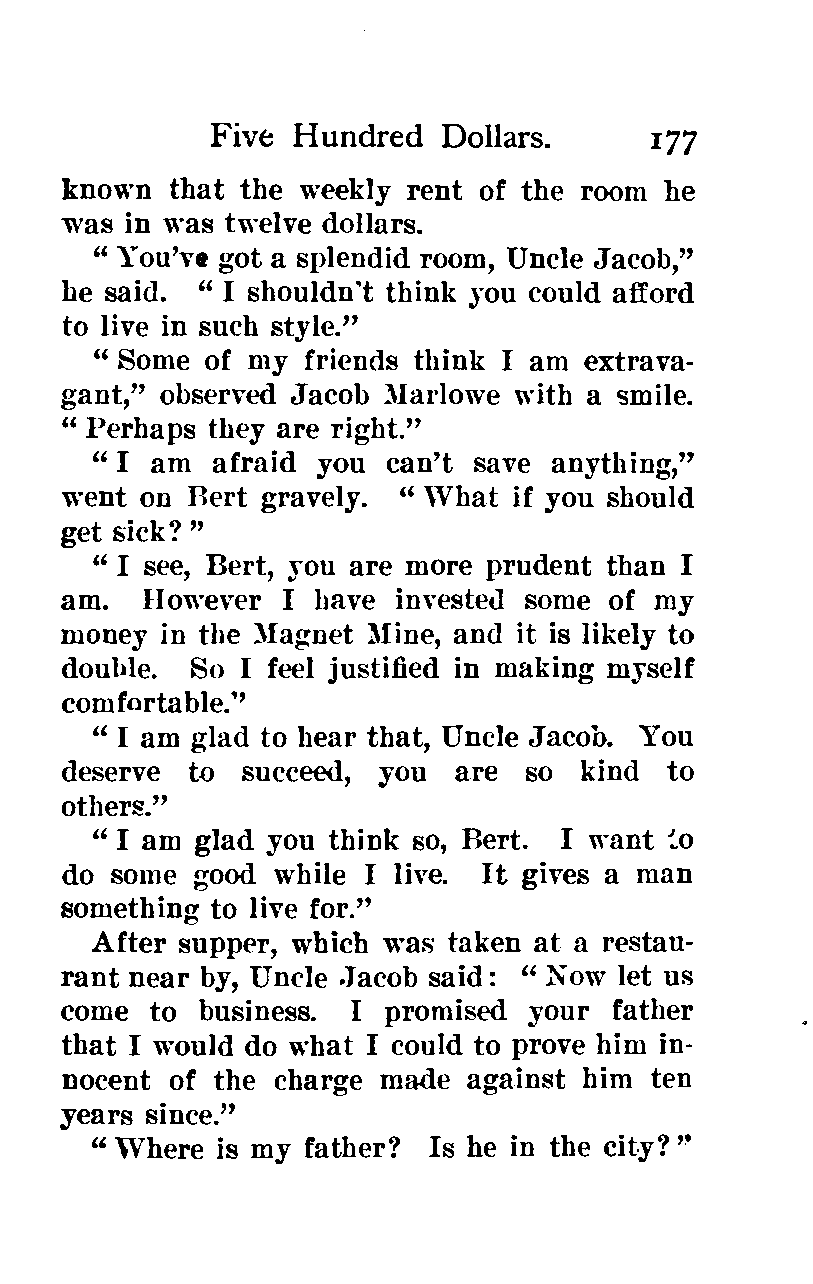 Five Hundred Dollars. 177
known that the weekly rent of the room he
was in was twelve dollars.
“ You’ve got a splendid room, Uncle Jacob,”
he said. “ I shouldn’t think you could afford
to live in such style.”
“ Some of my friends think I am extrava-
gant,” observed Jacob Marlowe with a smile.
“ Perhaps they are right.”
“ I am afraid you can’t save anything,”
went on Bert gravely. “ What if you should
get sick? ”
“ I see, Bert, you are more prudent than I
am. However I have invested some of my
money in the Magnet Mine, and it is likely to
double. So I feel justified in making myself
comfortable.”
“ I am glad to hear that, Uncle Jacob. You
deserve to succeed, you are so kind to
others.”
“ I am glad you think so, Bert. I want to
do some good while I live. It gives a man
something to live for.”
After supper, which was taken at a restau-
rant near by, Uncle Jacob said: “ Now let us
come to business. I promised your father
that I would do what I could to prove him in-
nocent of the charge made against him ten
years since.”
“ Where is my father? Is he in the city? ”